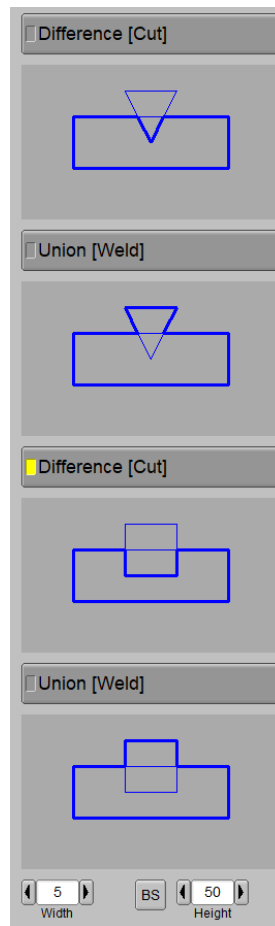 Difference [Cut]
Union [Weld]
Difference [Cut]
Union [Weld]
5 BS 50
Width Height